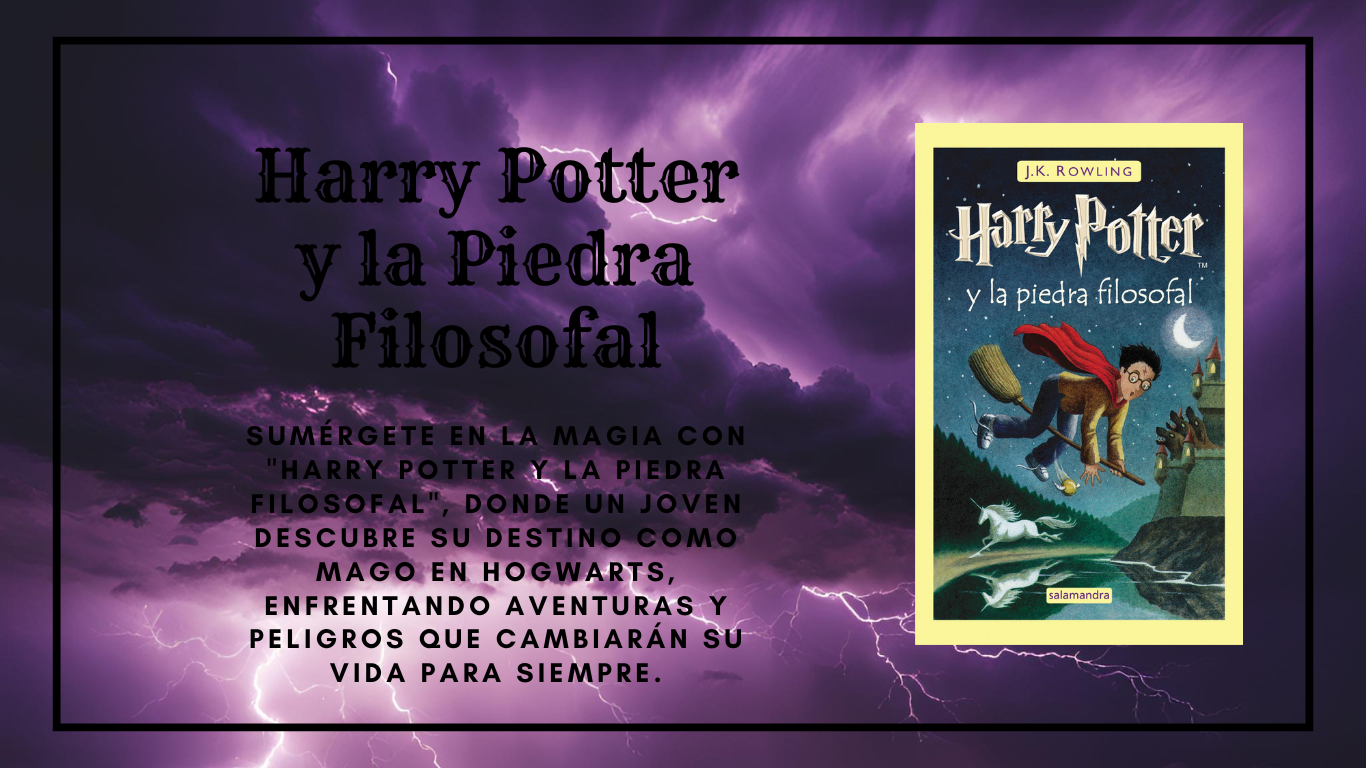 Harry Potter
y la Piedra
Filosofal
SUMÉRGETE EN LA MAGIA CON
"HARRY POTTER Y LA PIEDRA
FILOSOFAL", DONDE UN JOVEN
DESCUBRE SU DESTINO COMO
MAGO EN HOGWARTS,
ENFRENTANDO AVENTURAS Y
PELIGROS QUE CAMBIARÁN SU
VIDA PARA SIEMPRE.
J.K. ROWLING
Harry Potter
TM
y la piedra filosofal
salamandra